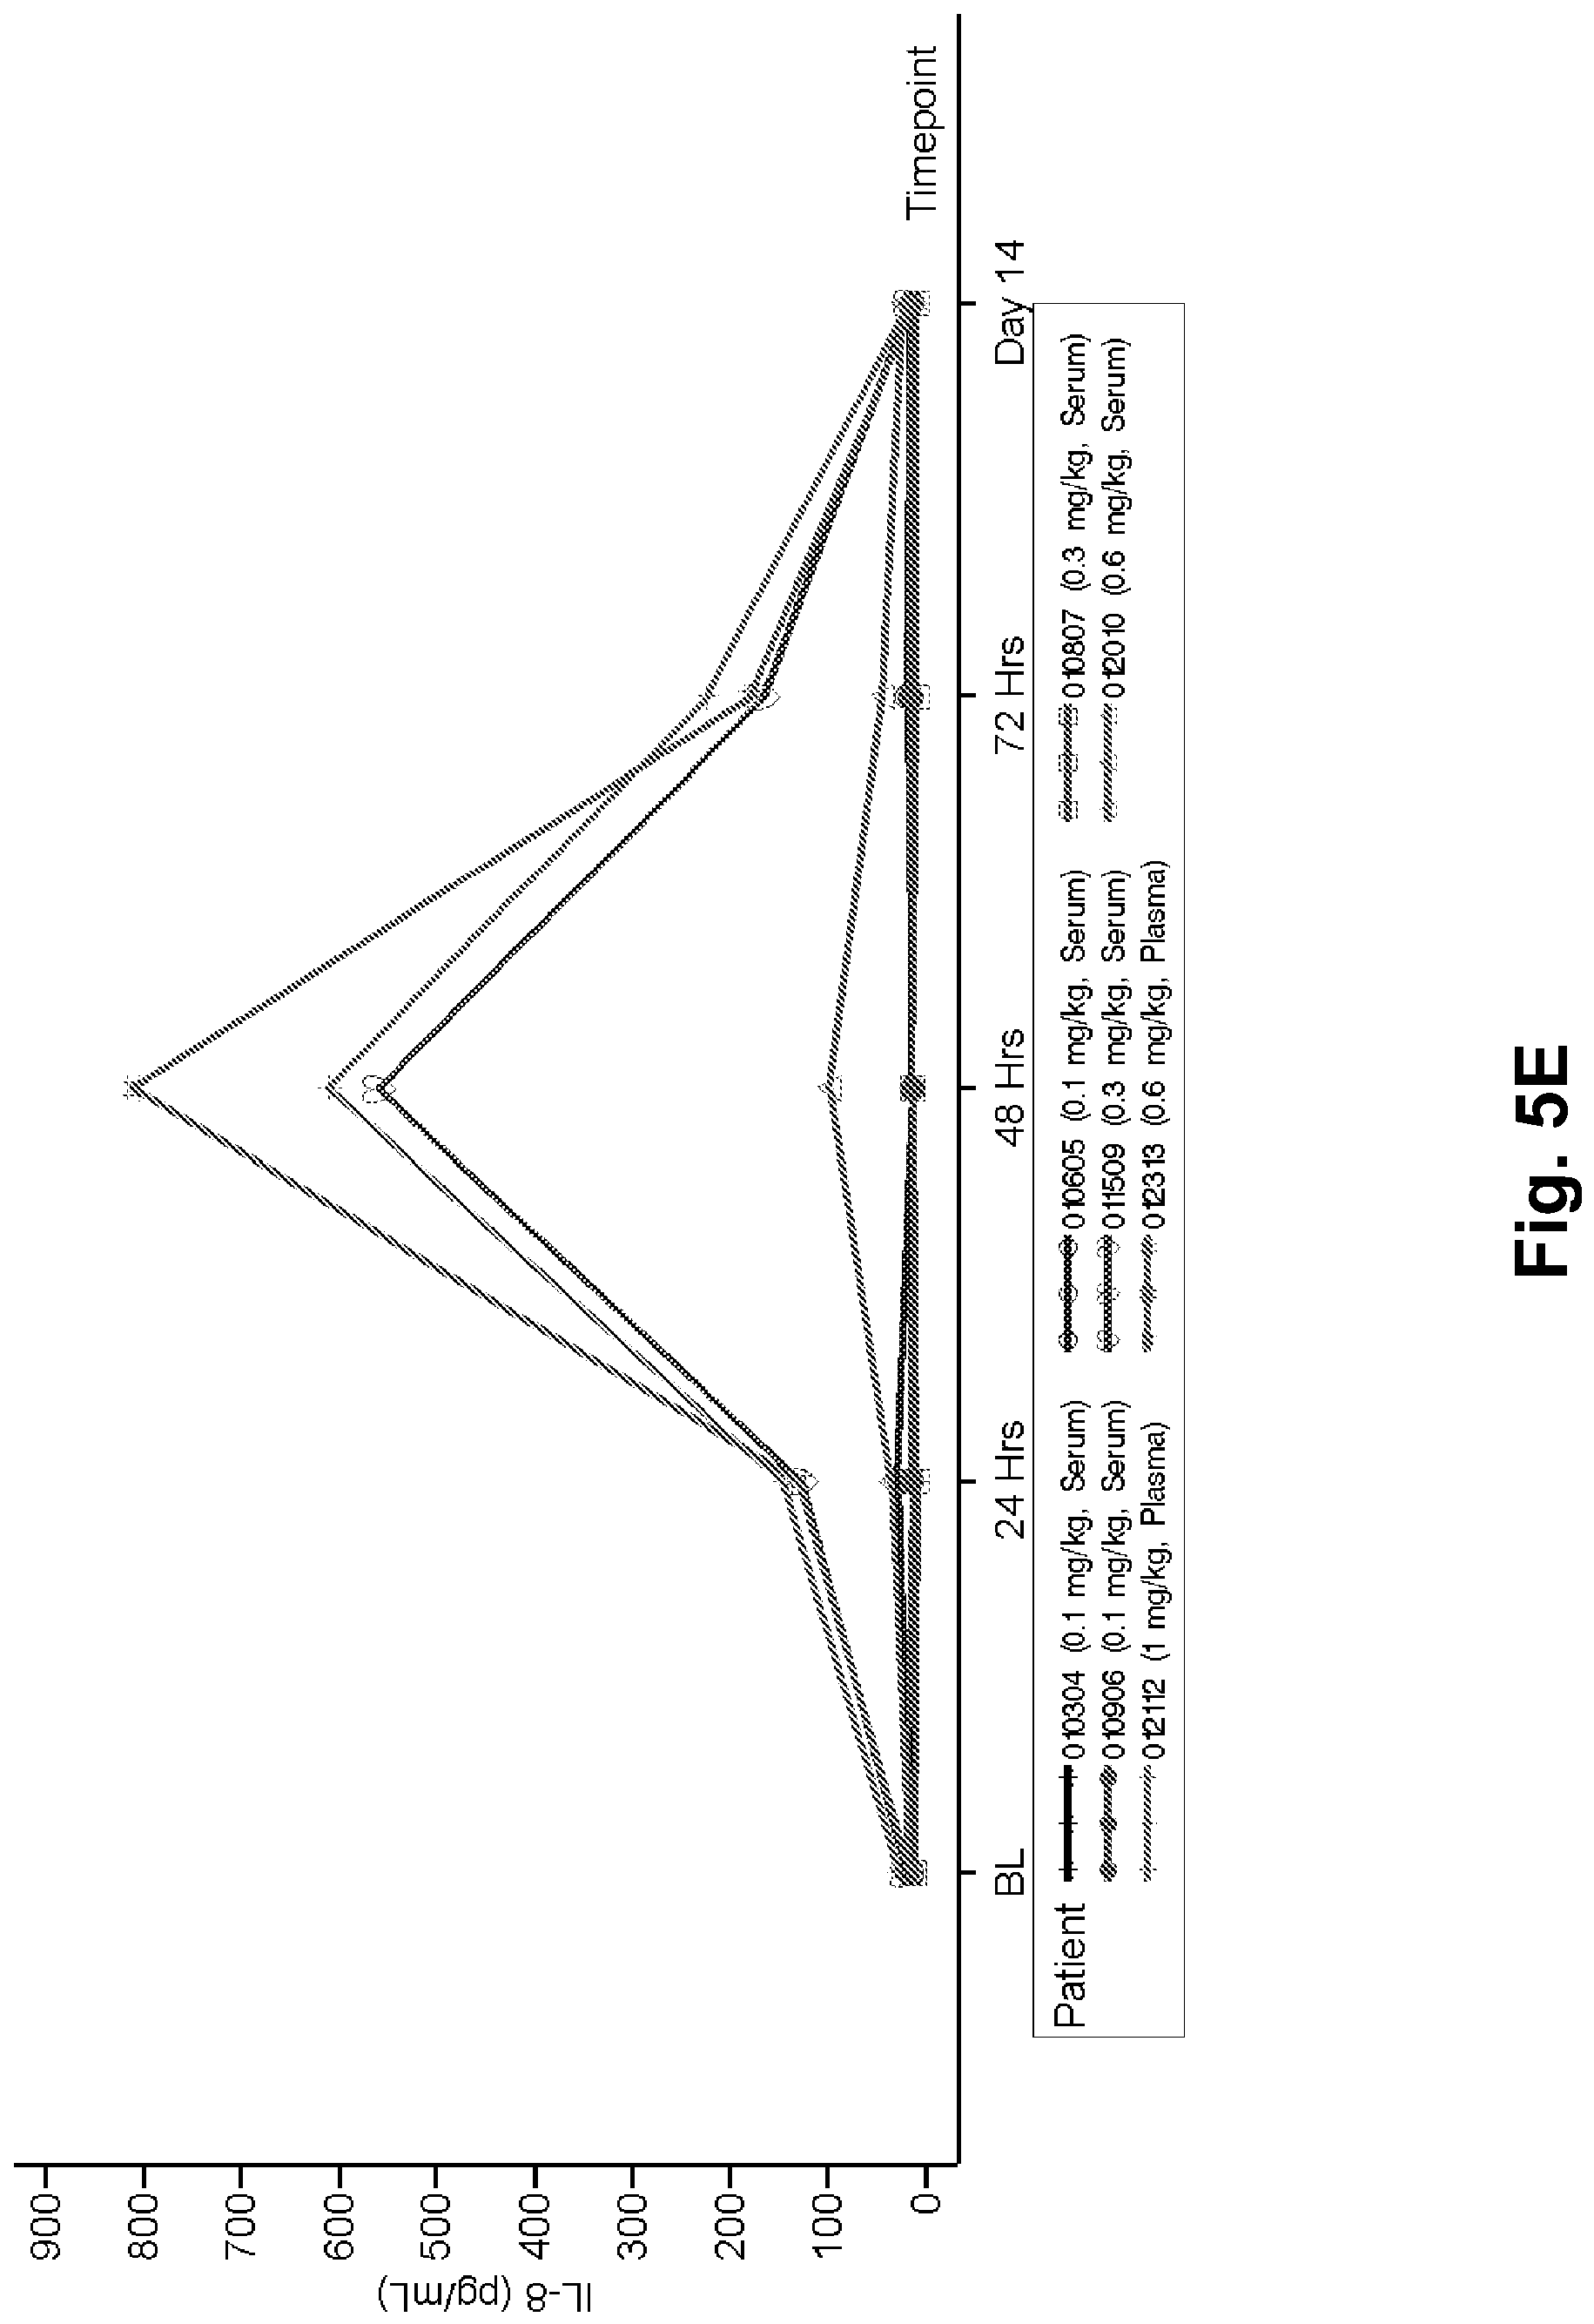 IL-8 (pg/mL)
900
800
700
600
500
400
300
200
100
0
BL
24 Hrs
48 Hrs
72 Hrs
Day 14
Timepoint
Patient 010304 (0.1 mg/kg, Serum) 010605 (0.1 mg/kg, Serum) 010807 (0.3 mg/kg, Serum)
010906 (0.1 mg/kg, Serum) 011509 (0.3 mg/kg, Serum) 012010 (0.6 mg/kg, Serum)
012112 (1 mg/kg, Plasma) 012313 (0.6 mg/kg, Plasma)
Fig. 5E